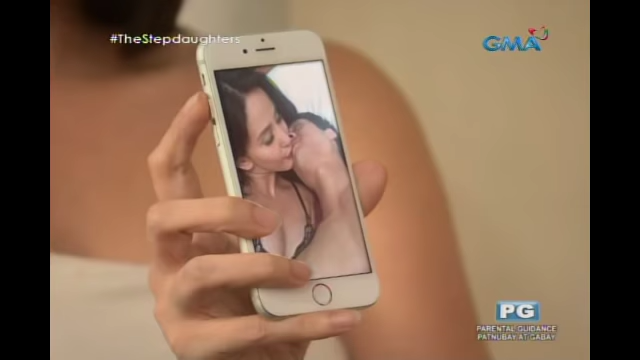 #TheStepdaughters
GMA
PG
PARENTAL GUIDANCE
PATNUBAY AT GABAY